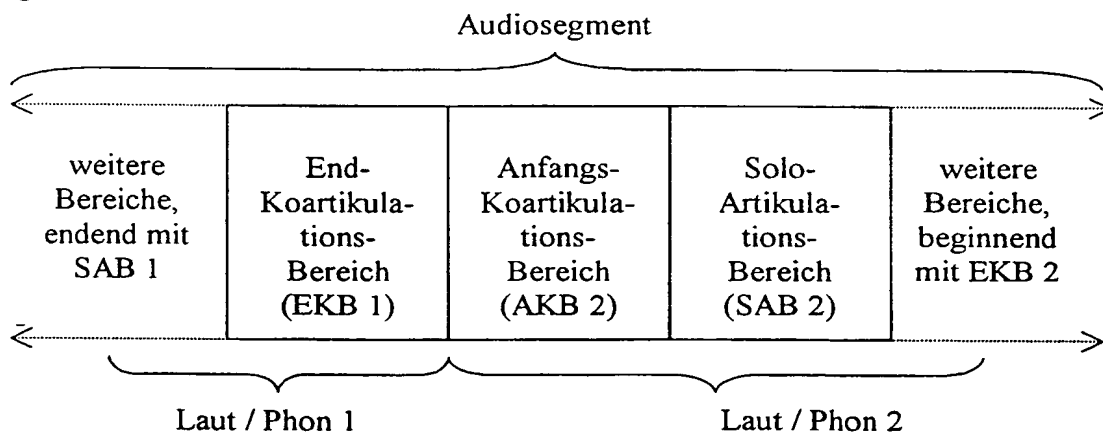 Audiosegment
weitere
Bereiche,
endend mit
SAB 1
End-
Koartikula-
tions-
Bereich
(EKB 1)
Anfangs-
Koartikula-
tions-
Bereich
(AKB 2)
Solo-
Artikula-
tions-
Bereich
(SAB 2)
weitere
Bereiche,
beginnend
mit EKB 2
Laut / Phon 1
Laut / Phon 2